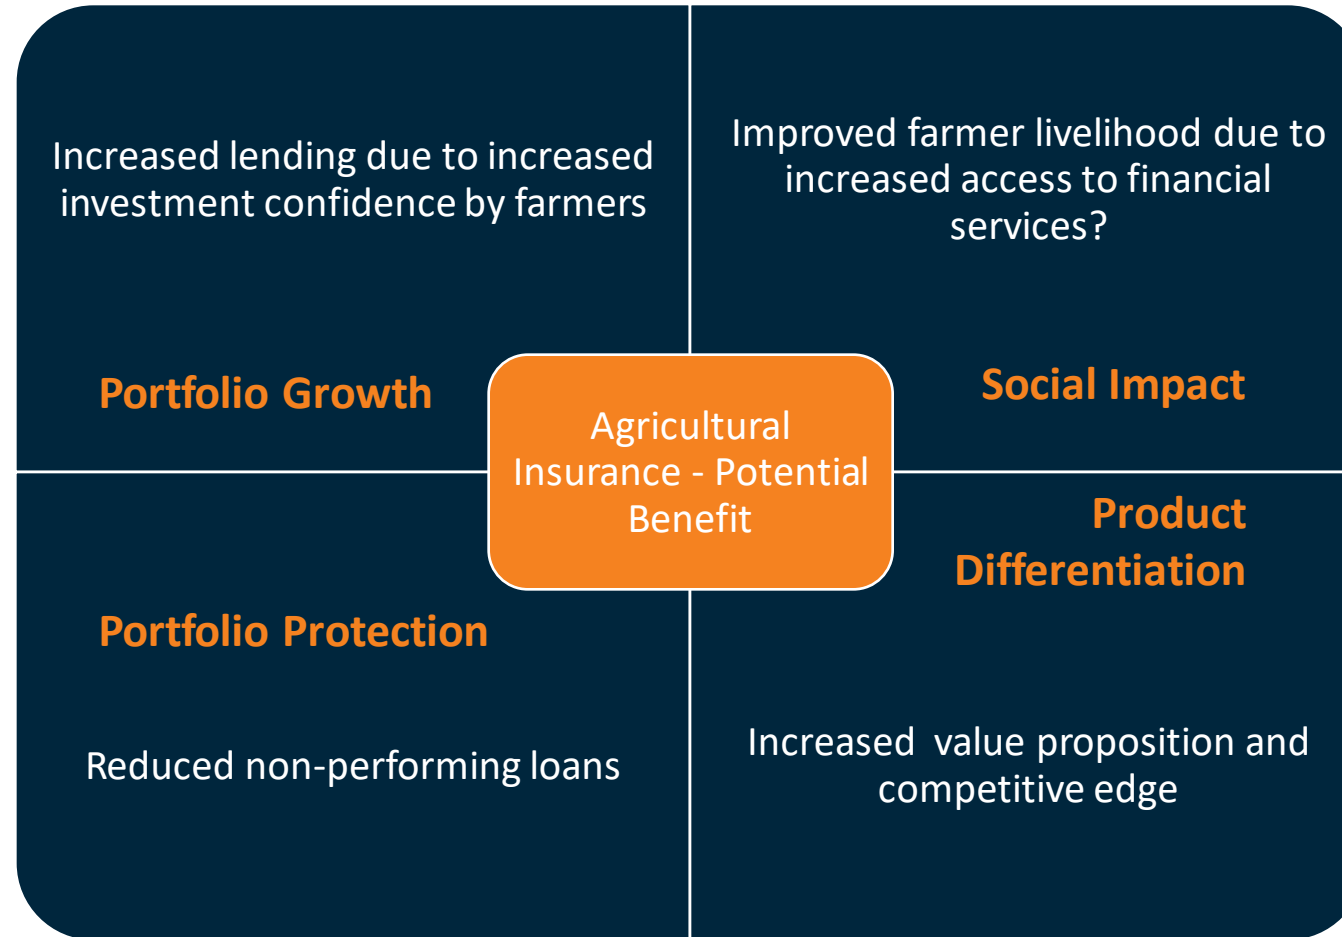 Increased lending due to increased
investment confidence by farmers
Portfolio Growth
Improved farmer livelihood due to
increased access to financial
services?
Social Impact
Agricultural
Insurance - Potential
Benefit
Portfolio Protection
Reduced non-performing loans
Product
Differentiation
Increased  value proposition and
competitive edge